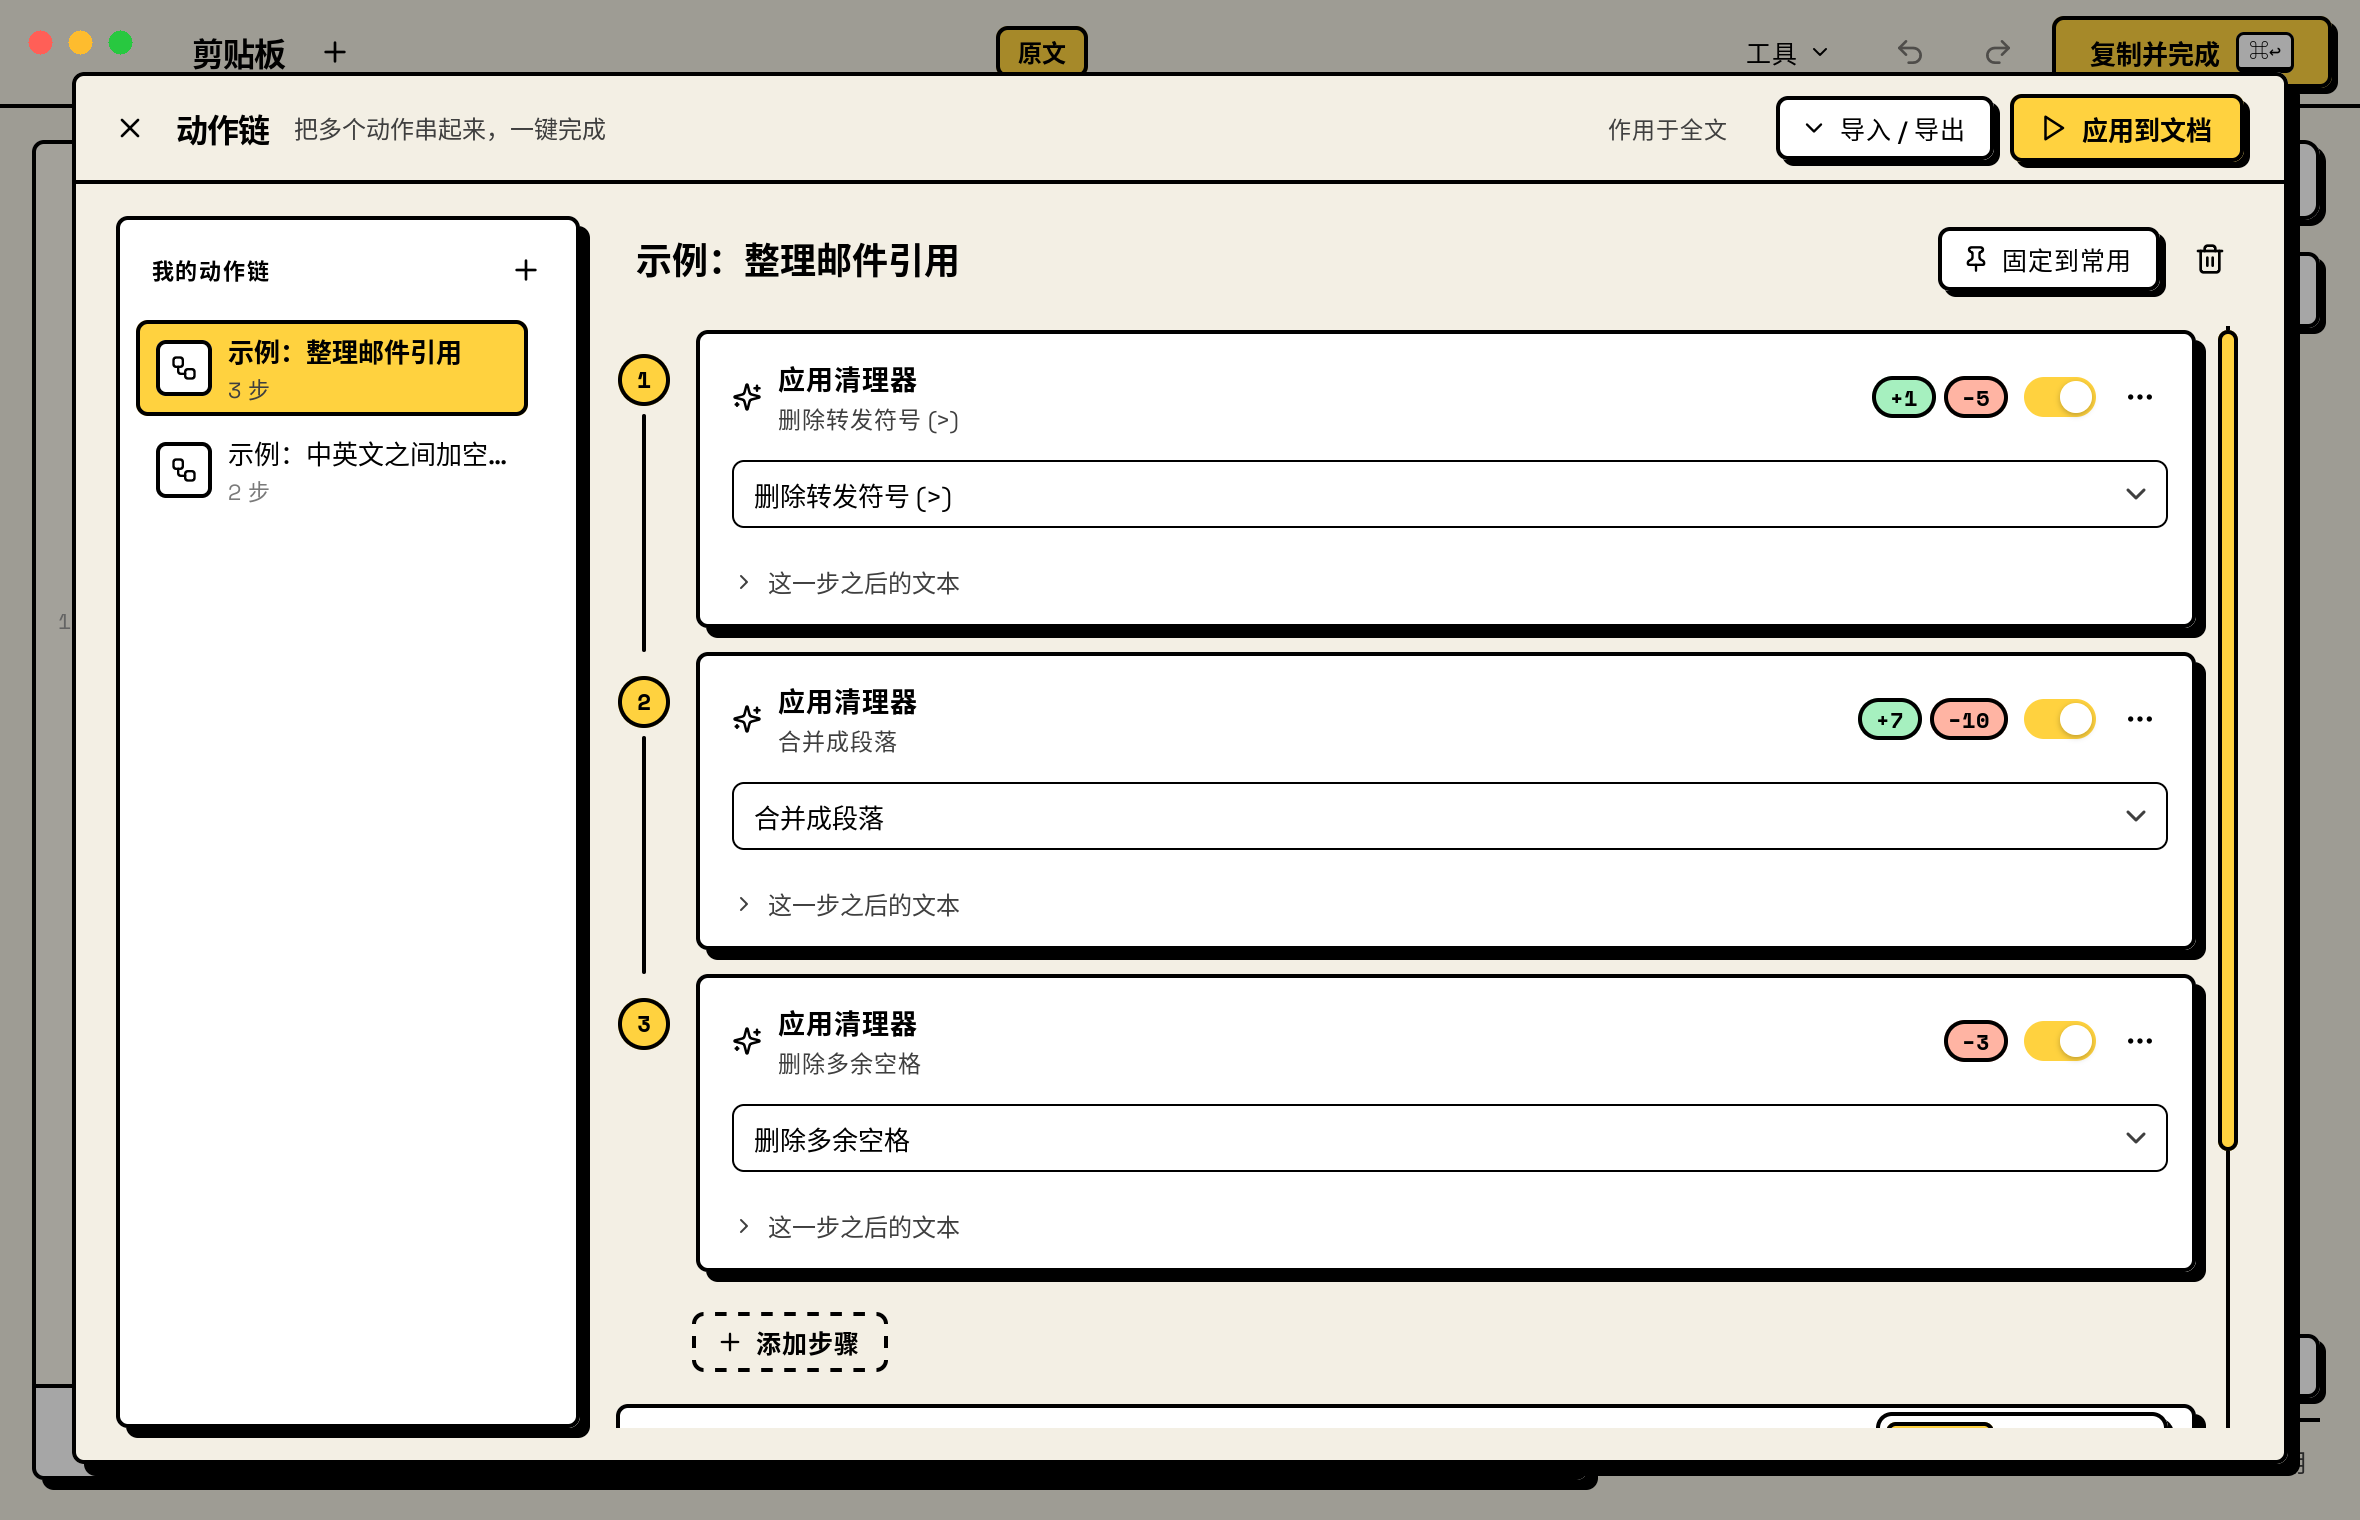 剪贴板
原文
工具
复制并完成 ⌘↩
动作链 把多个动作串起来，一键完成
作用于全文
导入 / 导出
应用到文档
我的动作链
示例：整理邮件引用
3 步
示例：中英文之间加空...
2 步
示例：整理邮件引用
固定到常用
1
应用清理器
删除转发符号 (>)
+1 -5
删除转发符号 (>)
这一步之后的文本
1
2
应用清理器
合并成段落
+7 -10
合并成段落
这一步之后的文本
3
应用清理器
删除多余空格
-3
删除多余空格
这一步之后的文本
添加步骤